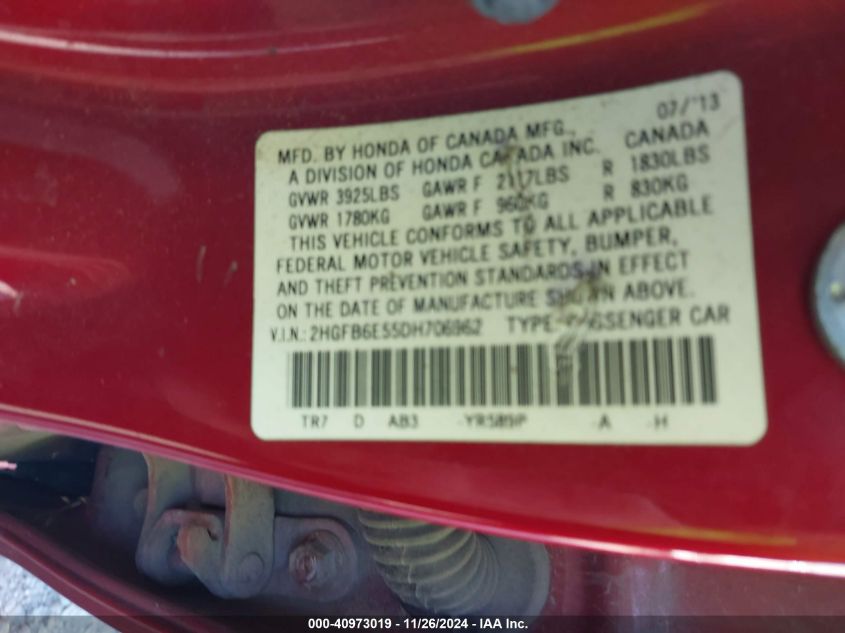 07/'13
MFD. BY HONDA OF CANADA MFG.,
A DIVISION OF HONDA CANADA INC. CANADA
GVWR 3925LBS GAWR F 2117LBS R 1830LBS
GVWR 1780KG GAWR F 960KG R 830KG
THIS VEHICLE CONFORMS TO ALL APPLICABLE
FEDERAL MOTOR VEHICLE SAFETY, BUMPER,
AND THEFT PREVENTION STANDARDS IN EFFECT
ON THE DATE OF MANUFACTURE SHOWN ABOVE.
V.I.N.: 2HGFB6E55DH706962 TYPE: PASSENGER CAR
TR7 D AB3 -YR585P -A -H
000-40973019 - 11/26/2024 - YTS Inc.